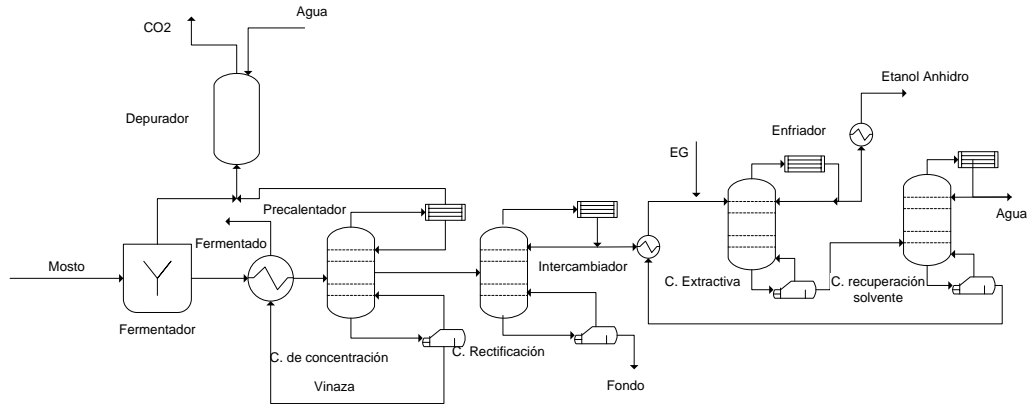 CO2
Agua
Depurador
Etanol Anhidro
Enfriador
EG
Precalentador
Fermentado
Agua
Mosto
Intercambiador
C. Extractiva
C. recuperación
solvente
Fermentador
C. de concentración
C. Rectificación
Vinaza
Fondo